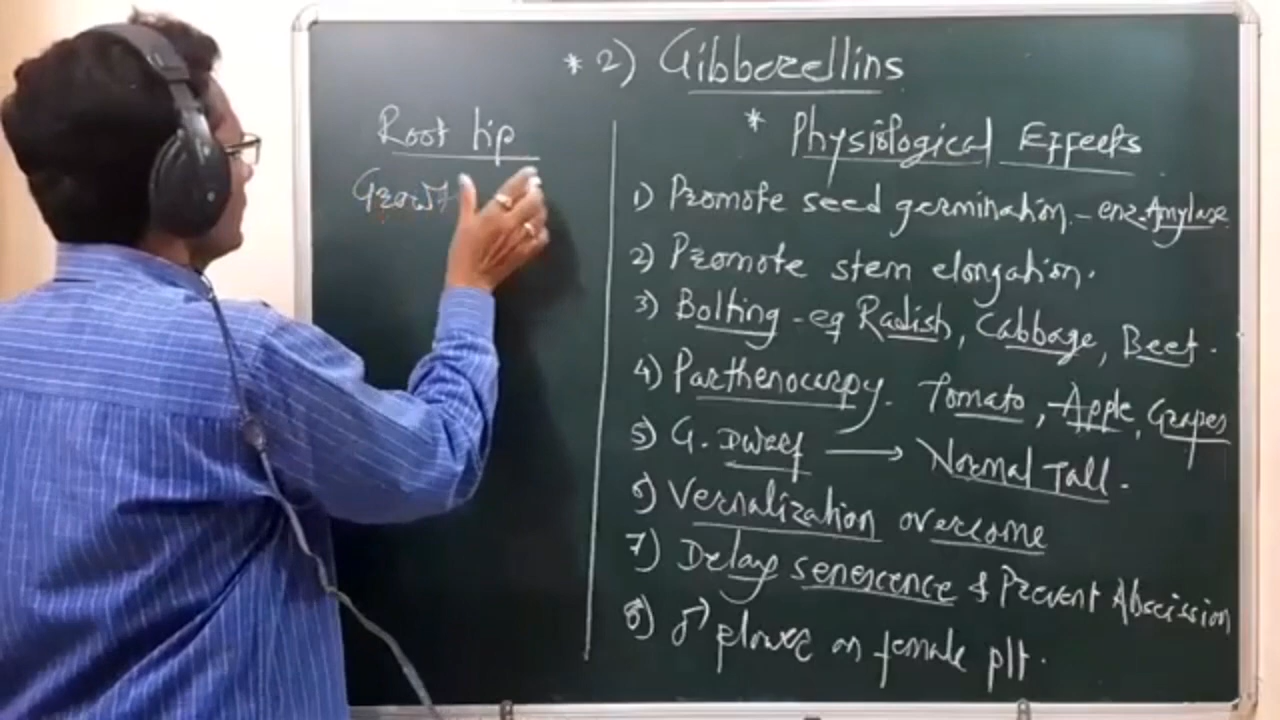 * 2) Gibberellins
Root tip
Growt
* Physiological Effects
1) Promote seed germination - enz. Amylase
2) Promote stem elongation.
3) Bolting - eg Radish, Cabbage, Beet.
4) Parthenocarpy. Tomato, Apple, Grapes
5) G. Dwarf → Normal Tall.
6) Vernalization overcome
7) Delay senescence & Prevent Abscission
8) ♂ flower on female plt.